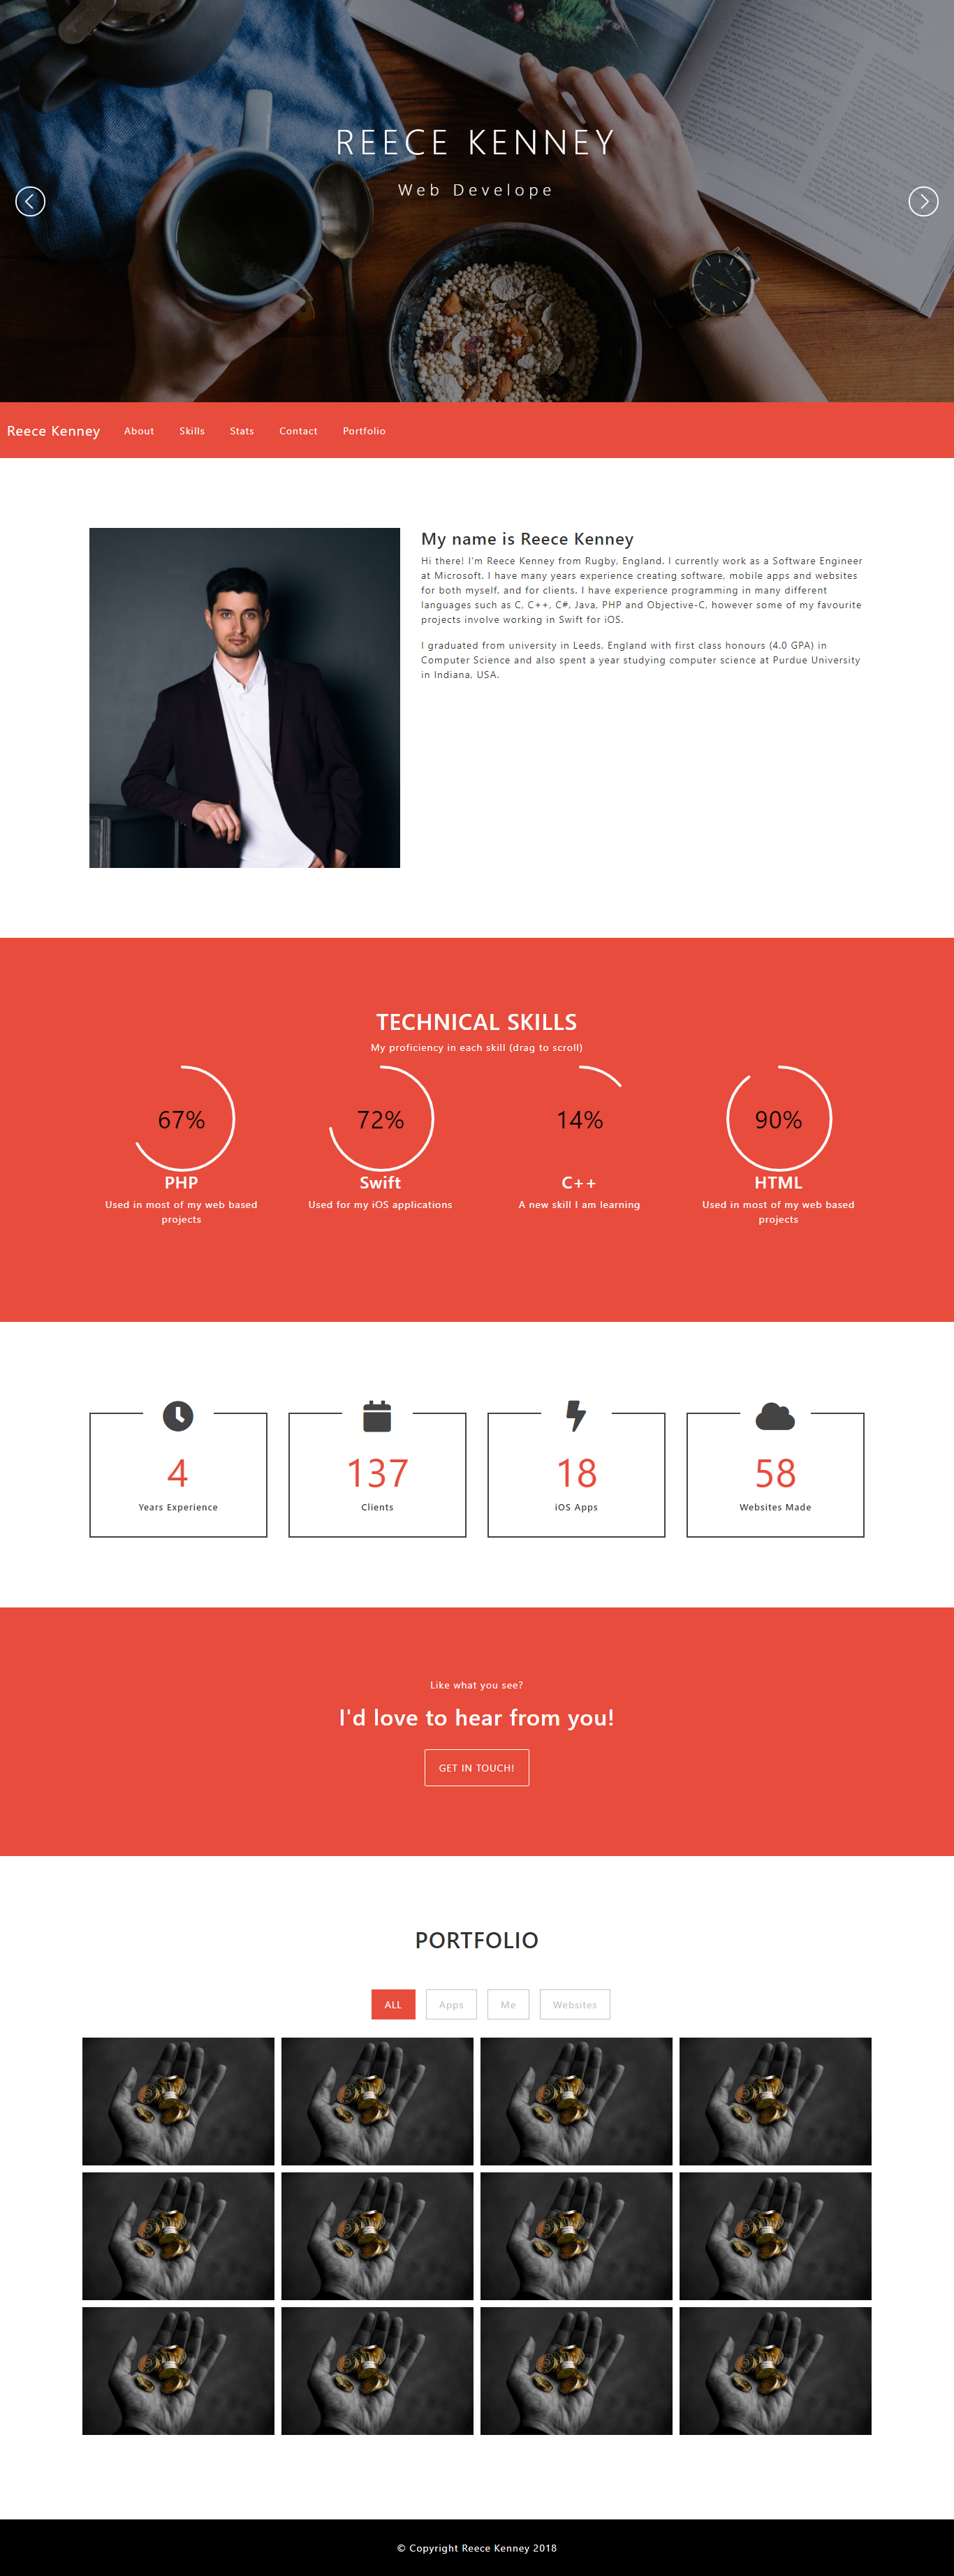 REECE KENNEY
Web Develope
Reece Kenney About Skills Stats Contact Portfolio
My name is Reece Kenney
Hi there! I'm Reece Kenney from Rugby, England. I currently work as a Software Engineer
at Microsoft. I have many years experience creating software, mobile apps and websites
for both myself, and for clients. I have experience programming in many different
languages such as C, C++, C#, Java, PHP and Objective-C, however some of my favourite
projects involve working in Swift for iOS.
I graduated from university in Leeds, England with first class honours (4.0 GPA) in
Computer Science and also spent a year studying computer science at Purdue University
in Indiana, USA.
TECHNICAL SKILLS
My proficiency in each skill (drag to scroll)
67%
PHP
Used in most of my web based
projects
72%
Swift
Used for my iOS applications
14%
C++
A new skill I am learning
90%
HTML
Used in most of my web based
projects
4
Years Experience
137
Clients
18
iOS Apps
58
Websites Made
Like what you see?
I'd love to hear from you!
GET IN TOUCH!
PORTFOLIO
ALL Apps Me Websites
© Copyright Reece Kenney 2018